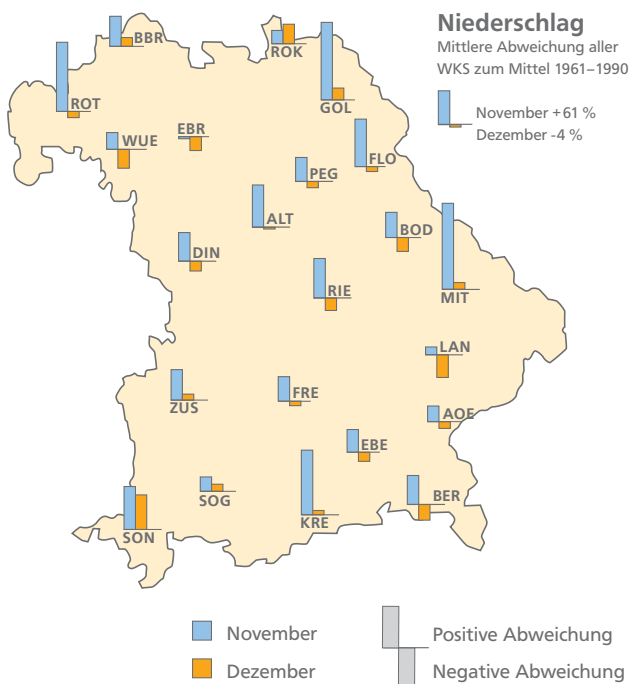 Niederschlag
Mittlere Abweichung aller
WKS zum Mittel 1961–1990
November +61 %
Dezember -4 %
BBR
ROK
GOL
ROT
WUE
EBR
FLO
PEG
ALT
BOD
DIN
RIE
MIT
LAN
ZUS
FRE
AOE
EBE
SOG
KRE
BER
SON
November
Positive Abweichung
Dezember
Negative Abweichung